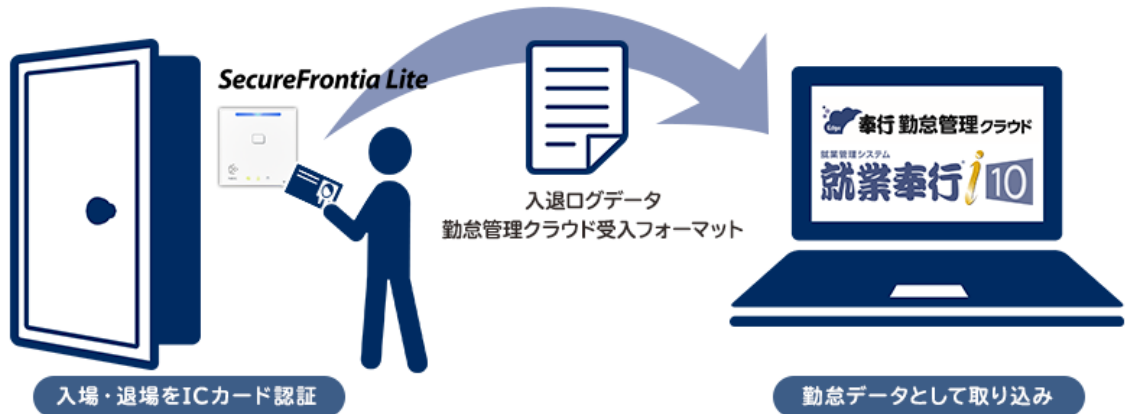 SecureFrontia Lite
入退ログデータ
勤怠管理クラウド受入フォーマット
Edge 奉行 勤怠管理クラウド
就業管理システム
就業奉行i10
入場・退場をICカード認証
勤怠データとして取り込み